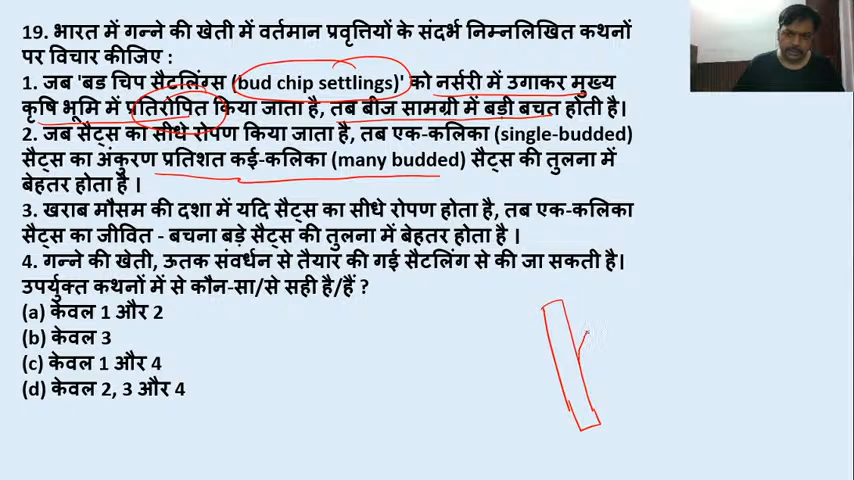 19. भारत में गन्ने की खेती में वर्तमान प्रवृत्तियों के संदर्भ निम्नलिखित कथनों
पर विचार कीजिए :
1. जब 'बड चिप सैटलिंग्स (bud chip settlings)' को नर्सरी में उगाकर मुख्य
कृषि भूमि में प्रतिरोपित किया जाता है, तब बीज सामग्री में बड़ी बचत होती है।
2. जब सैट्स का सीधे रोपण किया जाता है, तब एक-कलिका (single-budded)
सैट्स का अंकुरण प्रतिशत कई-कलिका (many budded) सैट्स की तुलना में
बेहतर होता है ।
3. खराब मौसम की दशा में यदि सैट्स का सीधे रोपण होता है, तब एक-कलिका
सैट्स का जीवित - बचना बड़े सैट्स की तुलना में बेहतर होता है ।
4. गन्ने की खेती, ऊतक संवर्धन से तैयार की गई सैटलिंग से की जा सकती है।
उपर्युक्त कथनों में से कौन-सा/से सही है/हैं ?
(a) केवल 1 और 2
(b) केवल 3
(c) केवल 1 और 4
(d) केवल 2, 3 और 4